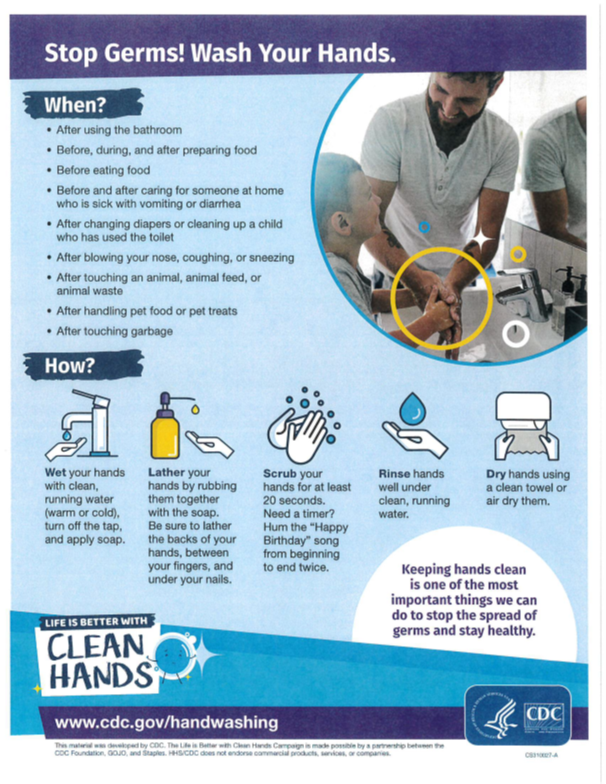 Stop Germs! Wash Your Hands.
When?
• After using the bathroom
• Before, during, and after preparing food
• Before eating food
• Before and after caring for someone at home
who is sick with vomiting or diarrhea
• After changing diapers or cleaning up a child
who has used the toilet
• After blowing your nose, coughing, or sneezing
• After touching an animal, animal feed, or
animal waste
• After handling pet food or pet treats
• After touching garbage
How?
Wet your hands
with clean,
running water
(warm or cold),
turn off the tap,
and apply soap.
Lather your
hands by rubbing
them together
with the soap.
Be sure to lather
the backs of your
hands, between
your fingers, and
under your nails.
Scrub your
hands for at least
20 seconds.
Need a timer?
Hum the “Happy
Birthday” song
from beginning
to end twice.
Rinse hands
well under
clean, running
water.
Dry hands using
a clean towel or
air dry them.
Keeping hands clean
is one of the most
important things we can
do to stop the spread of
germs and stay healthy.
LIFE IS BETTER WITH
CLEAN
HANDS
CDC
www.cdc.gov/handwashing
This material was developed by CDC. The Life is Better with Clean Hands Campaign is made possible by a partnership between the
CDC Foundation, GOJO, and Staples. HHS/CDC does not endorse commercial products, services, or companies.